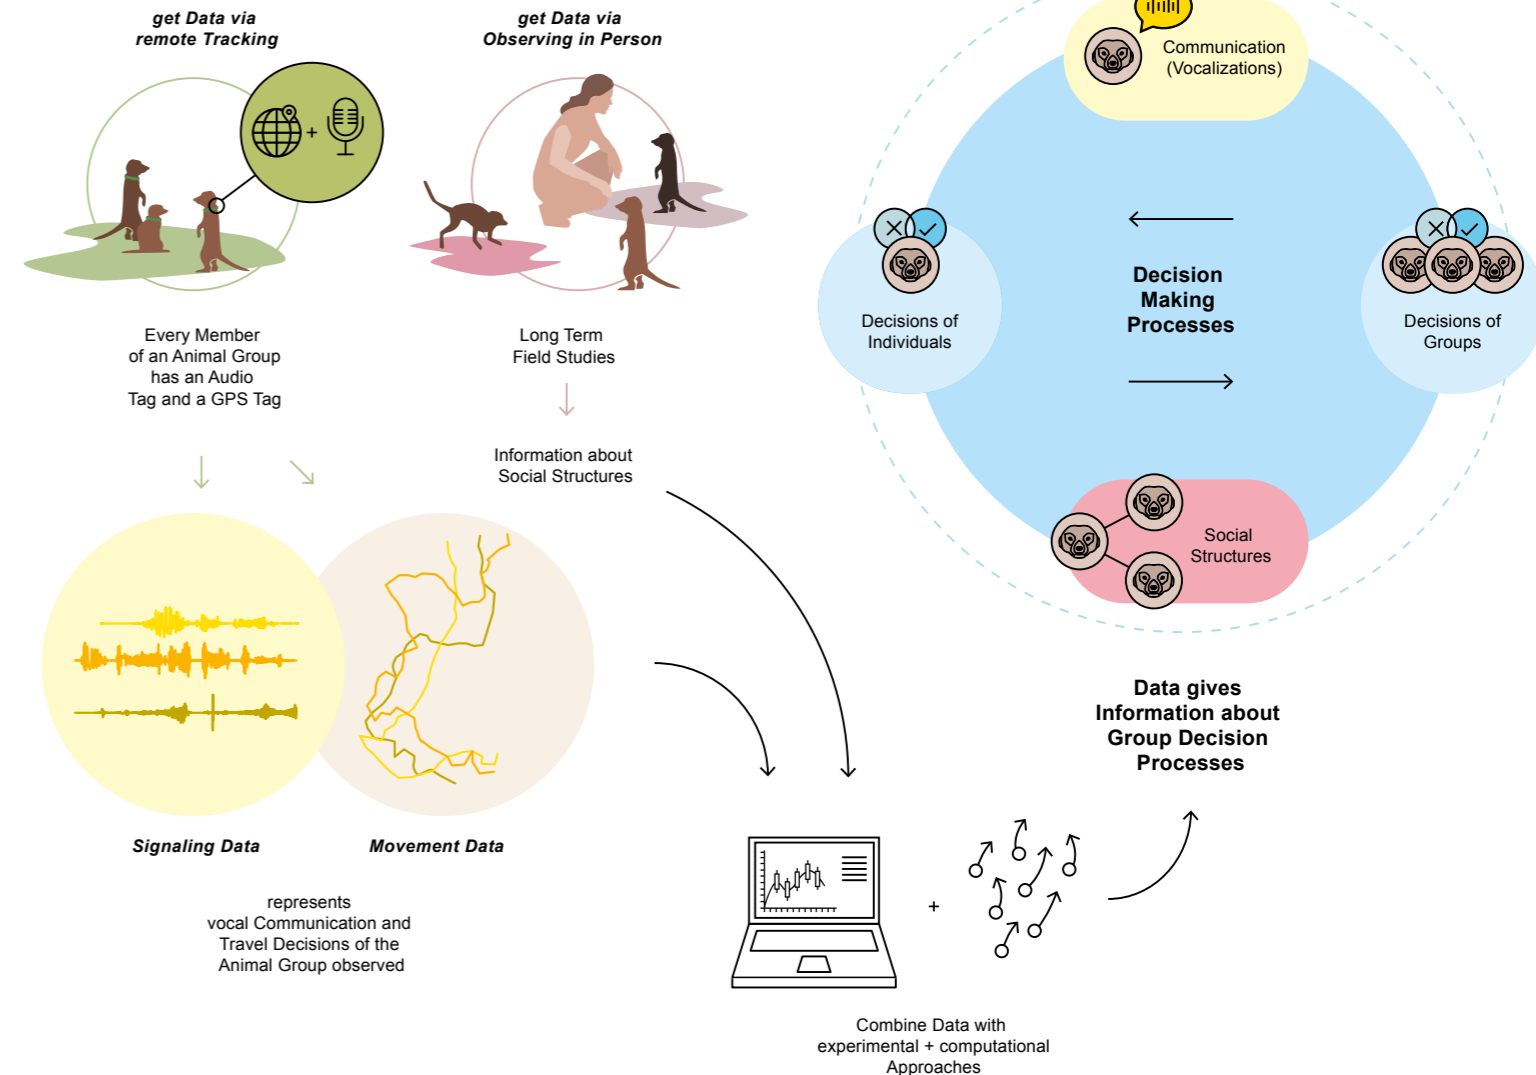 get Data via
remote Tracking
get Data via
Observing in Person
Every Member
of an Animal Group
has an Audio
Tag and a GPS Tag
Long Term
Field Studies
Information about
Social Structures
Signaling Data
Movement Data
represents
vocal Communication and
Travel Decisions of the
Animal Group observed
Communication
(Vocalizations)
Decision
Making
Processes
Decisions of
Individuals
Decisions of
Groups
Social
Structures
Data gives
Information about
Group Decision
Processes
+
+
Combine Data with
experimental + computational
Approaches